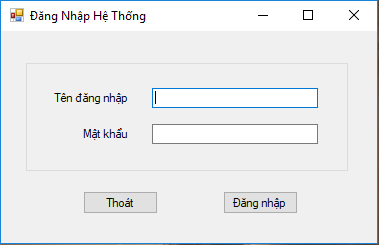 Đăng Nhập Hệ Thống
Tên đăng nhập
Mật khẩu
Thoát Đăng nhập